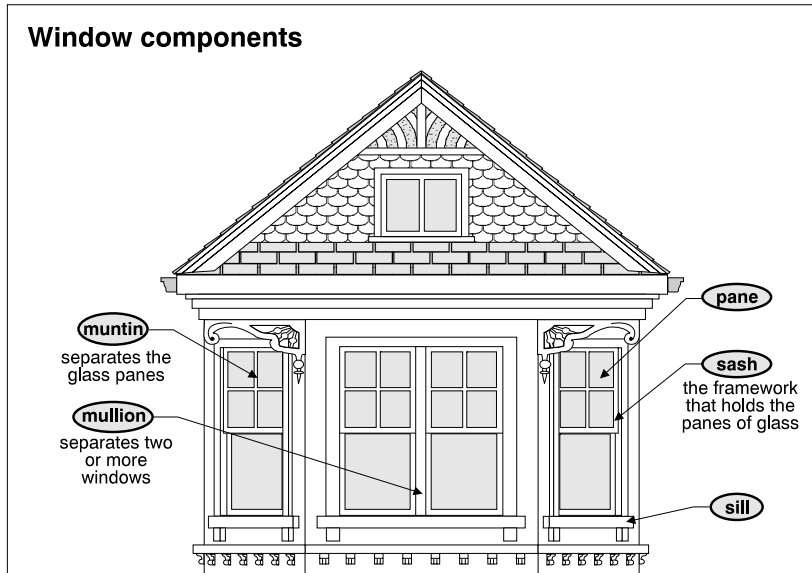 Window components
muntin
separates the
glass panes
mullion
separates two
or more
windows
pane
sash
the framework
that holds the
panes of glass
sill